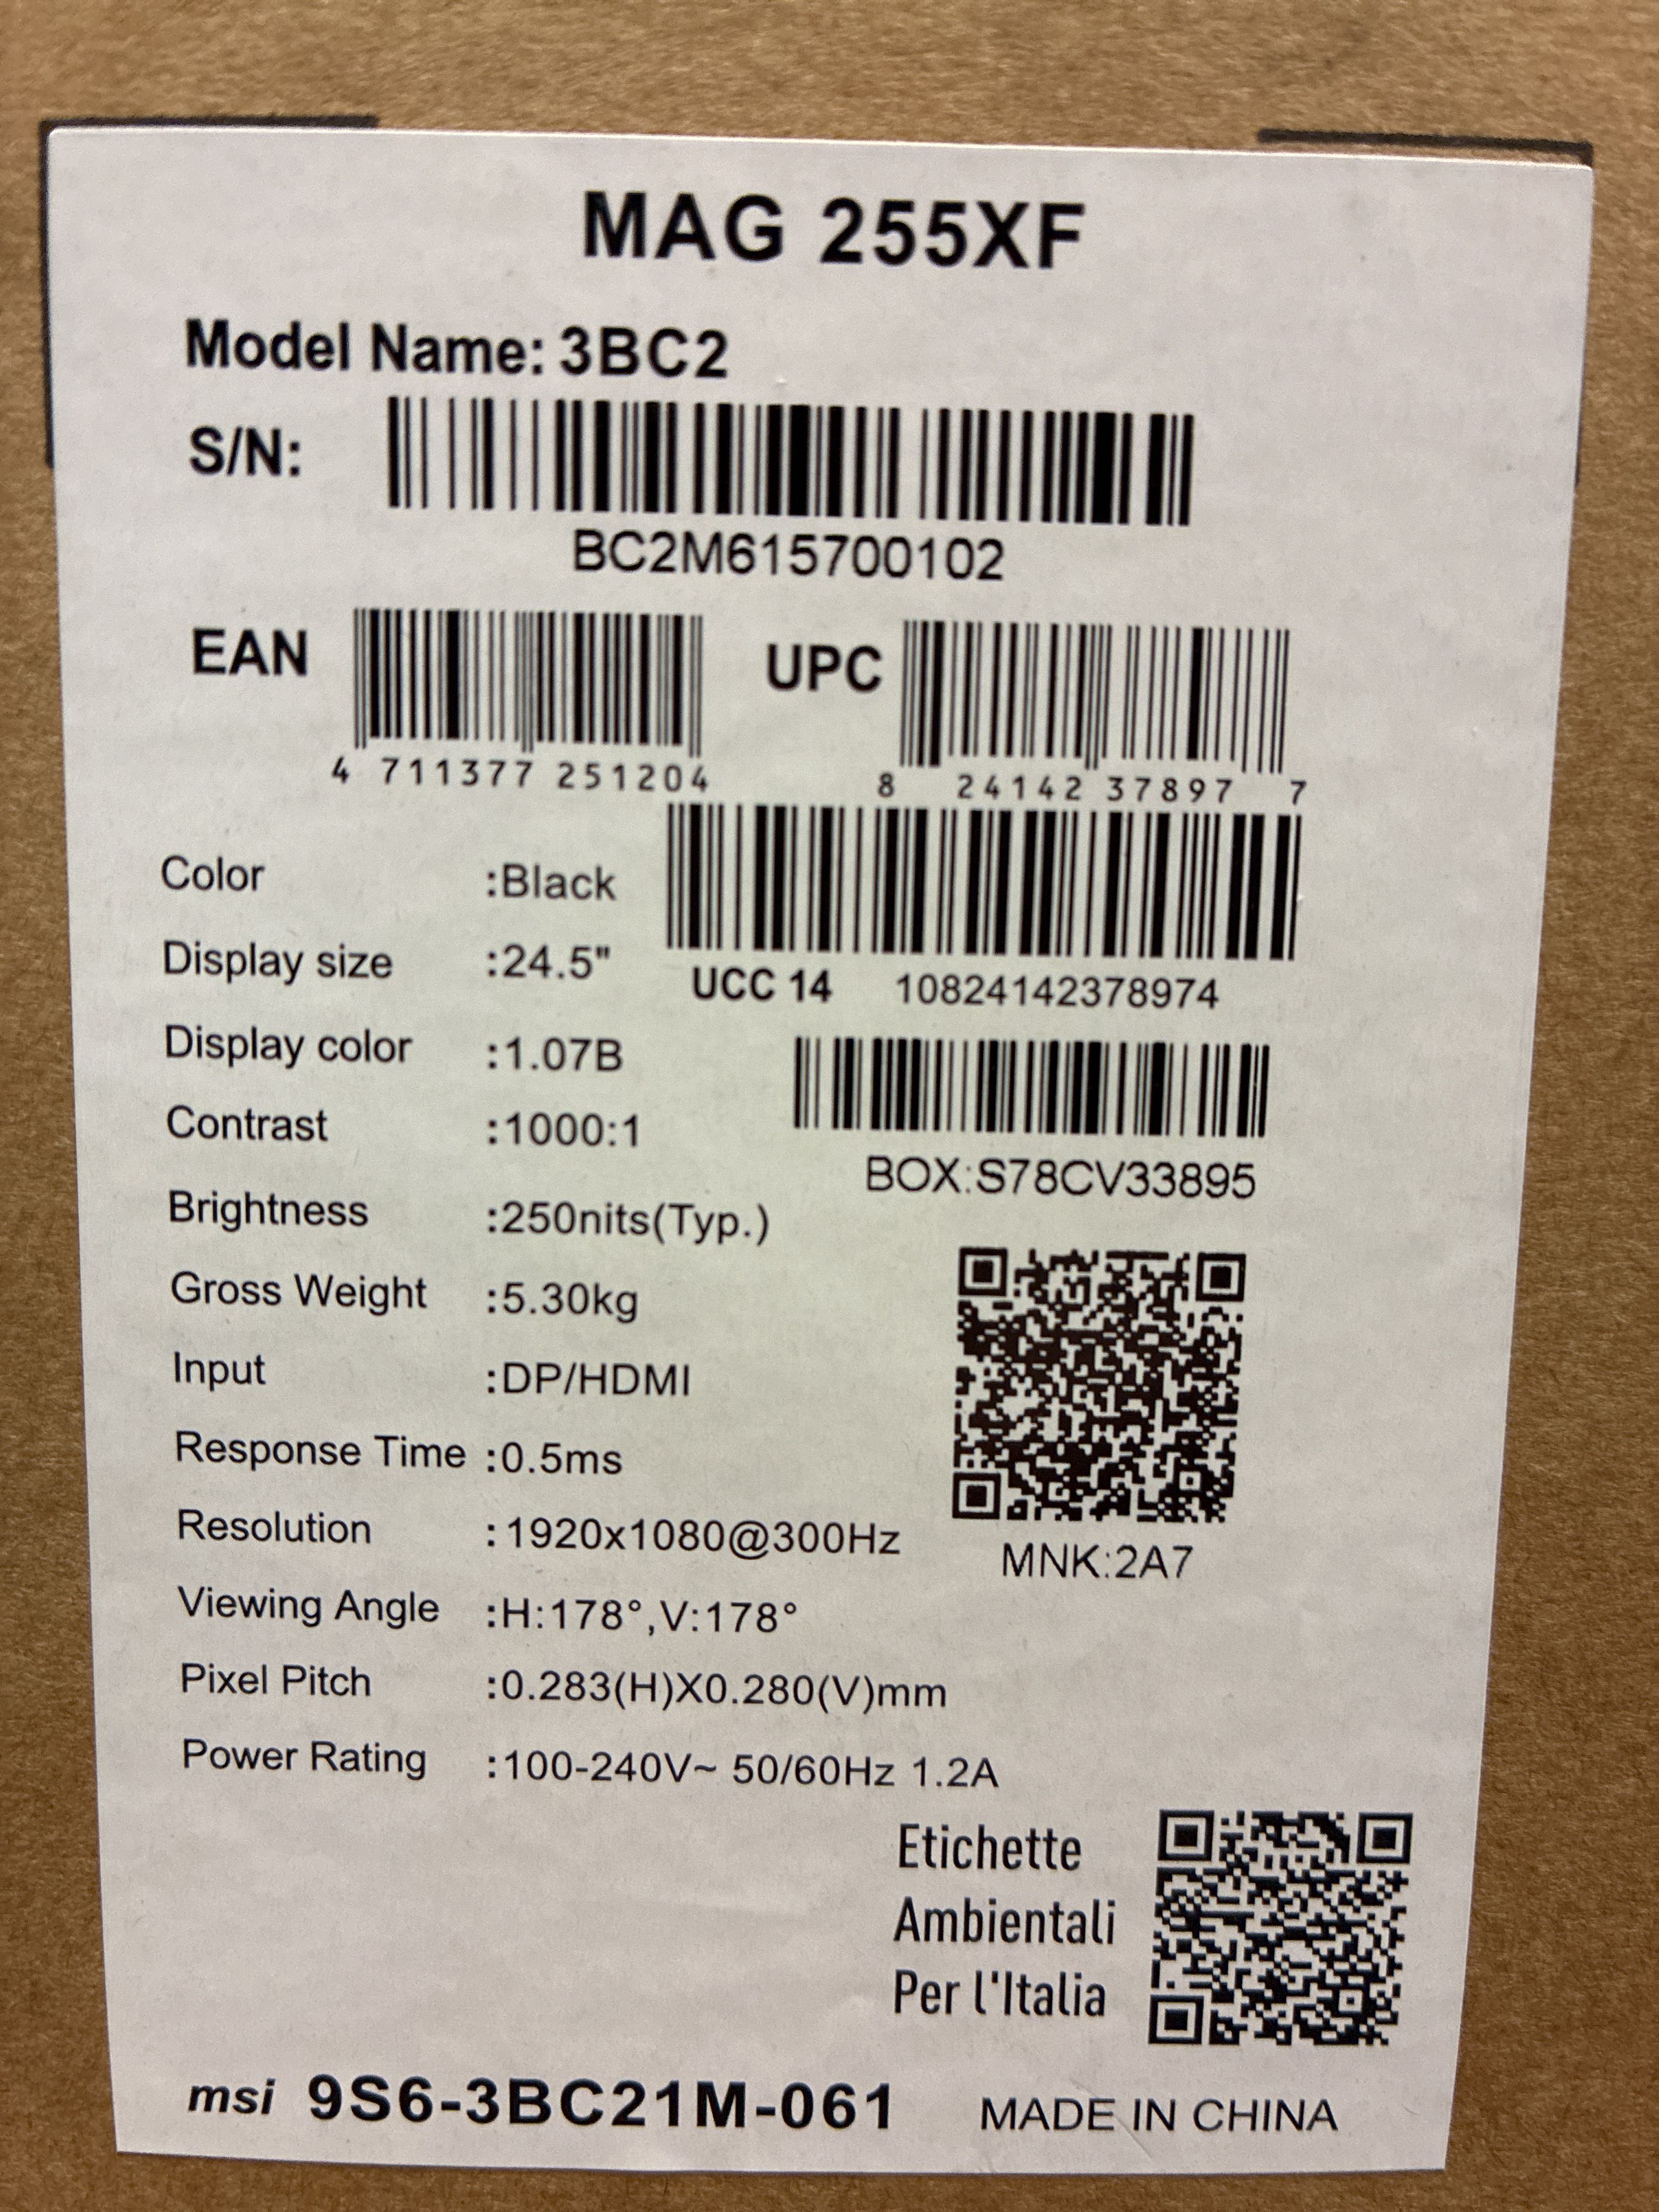 MAG 255XF
Model Name: 3BC2
S/N:
BC2M615700102
EAN
4 711377 251204
UPC
8 24142 37897 7
Color :Black
Display size :24.5"
UCC 14 10824142378974
Display color :1.07B
Contrast :1000:1
BOX:S78CV33895
Brightness :250nits(Typ.)
Gross Weight :5.30kg
Input :DP/HDMI
Response Time :0.5ms
Resolution :1920x1080@300Hz
MNK:2A7
Viewing Angle :H:178°,V:178°
Pixel Pitch :0.283(H)X0.280(V)mm
Power Rating :100-240V~ 50/60Hz 1.2A
Etichette
Ambientali
Per l'Italia
msi 9S6-3BC21M-061 MADE IN CHINA